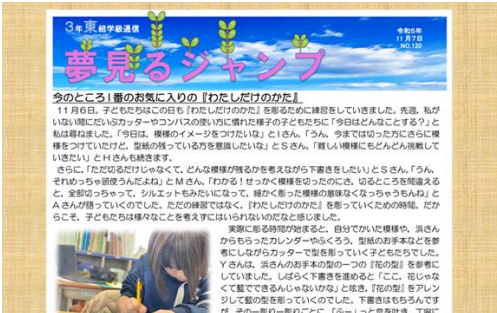 3年東組学級通信
令和5年
11月7日
NO.120
夢見るジャンプ
今のところ1番のお気に入りの『わたしだけのかた』
11月6日、子どもたちはこの日も『わたしだけのかた』を彫るために練習をしていきました。先週、私が
いない間にだいぶカッターやコンパスの使い方に慣れた様子の子どもたちに「今日はどんなことする?」と
私は尋ねました。「今日は、模様のイメージをつけたいな」とIさん。「うん、今までは切った方にさらに模
様をつけていたけど、型紙の残っている方を意識したいな」とSさん。「難しい模様にもどんどん挑戦して
いきたい」とHさんも続きます。
さらに、「ただ切るだけじゃなくて、どんな模様が残るかを考えながら下書きをしたい」とSさん。「うん、
それめっちゃ頭使うんだよね」とMさん。「わかる!せっかく模様を切ったのにさ、切るところを間違える
と、全部切っちゃって、シルエットもみたいになって、細かく彫った模様の意味なくなっちゃうもんね」と
Aさんが語っていくのでした。ただの練習ではなく、『わたしだけのかた』を彫っていくための時間、だか
らこそ、子どもたちは様々なことを考えずにはいられないのだなと感じました。
実際に彫る時間が始まると、自分でかいた模様や、浜さん
からもらったカレンダーやふくろう、型紙のお手本などを参
考にしながらカッターで型を彫っていく子どもたちでした。
Yさんは、浜さんのお手本の型の一つの『花の型』を参考に
していました。しばらく下書きを進めると「ここ、花じゃな
くて藍でできるんじゃないかな」と呟き、『花の型』をアレン
ジして藍の型を彫っていくのでした。下書きはもちろんです